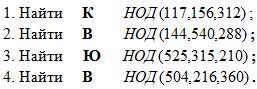 1. Найти К НОД(117,156,312);
2. Найти В НОД(144,540,288);
3. Найти Ю НОД(525,315,210);
4. Найти В НОД(504,216,360).